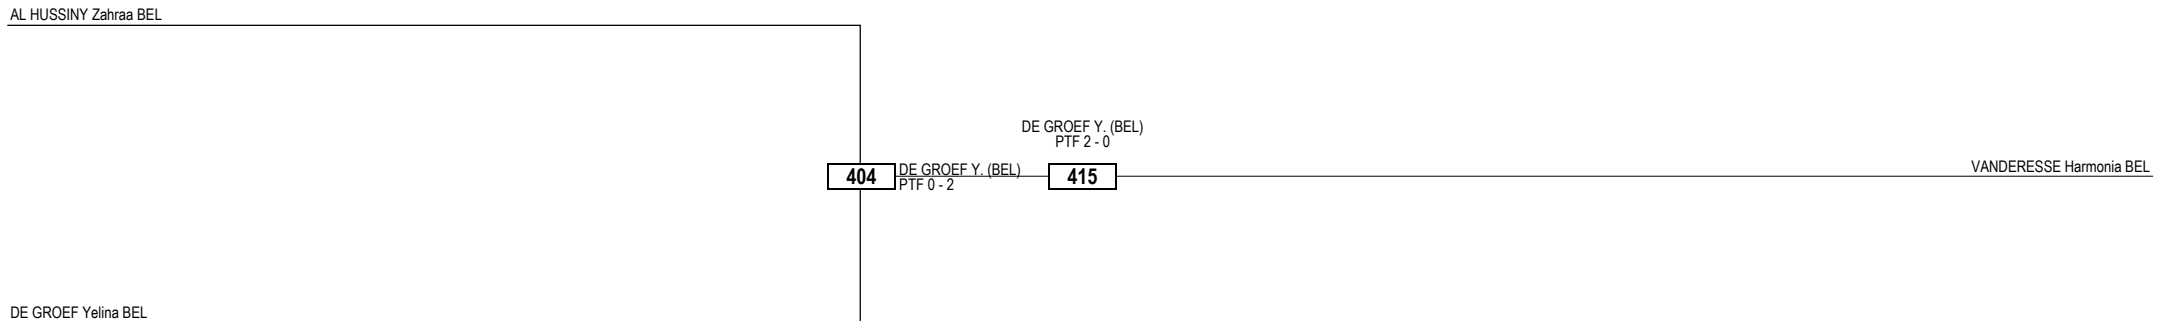 AL HUSSINY Zahraa BEL
DE GROEF Y. (BEL)
PTF 2 - 0
404
DE GROEF Y. (BEL)
PTF 0 - 2
415
VANDERESSE Harmonia BEL
DE GROEF Yelina BEL